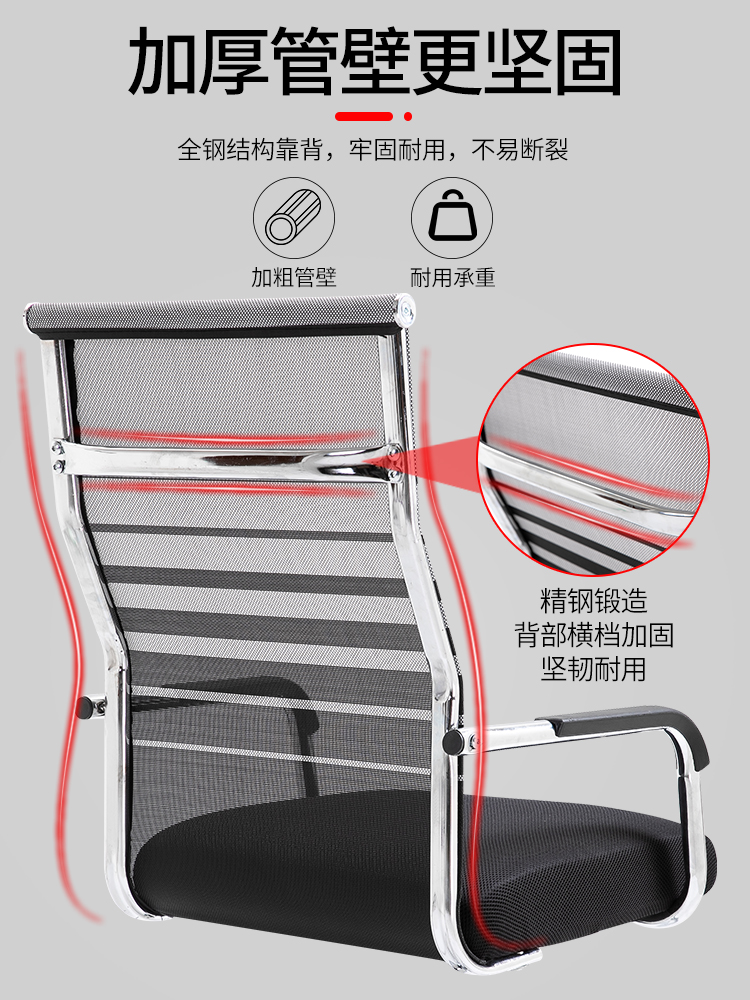 加厚管壁更坚固
全钢结构靠背，牢固耐用，不易断裂
加粗管壁
耐用承重
精钢锻造
背部横档加固
坚韧耐用